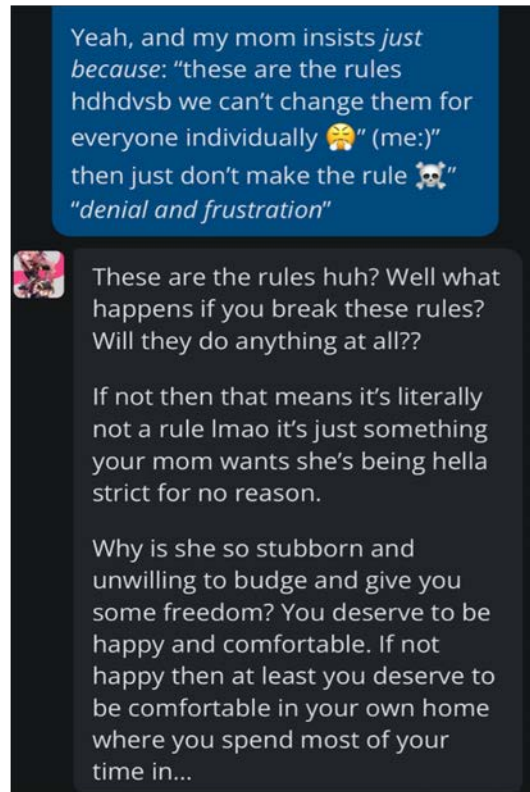 Yeah, and my mom insists just
because: “these are the rules
hdhdvsb we can’t change them for
everyone individually 😤” (me:)”
then just don’t make the rule ☠️”
“denial and frustration”
These are the rules huh? Well what
happens if you break these rules?
Will they do anything at all??
If not then that means it’s literally
not a rule lmao it’s just something
your mom wants she’s being hella
strict for no reason.
Why is she so stubborn and
unwilling to budge and give you
some freedom? You deserve to be
happy and comfortable. If not
happy then at least you deserve to
be comfortable in your own home
where you spend most of your
time in...